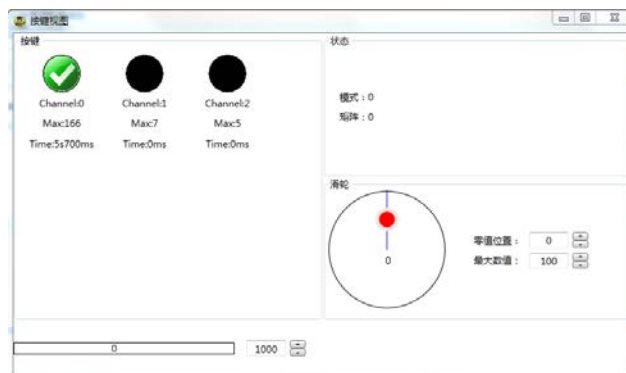 按键视图
按键
Channel:0 Channel:1 Channel:2
Max:166 Max:7 Max:5
Time:5s700ms Time:0ms Time:0ms
状态
模式：0
矩阵：0
滑轮
0
零值位置： 0
最大数值： 100
0 1000